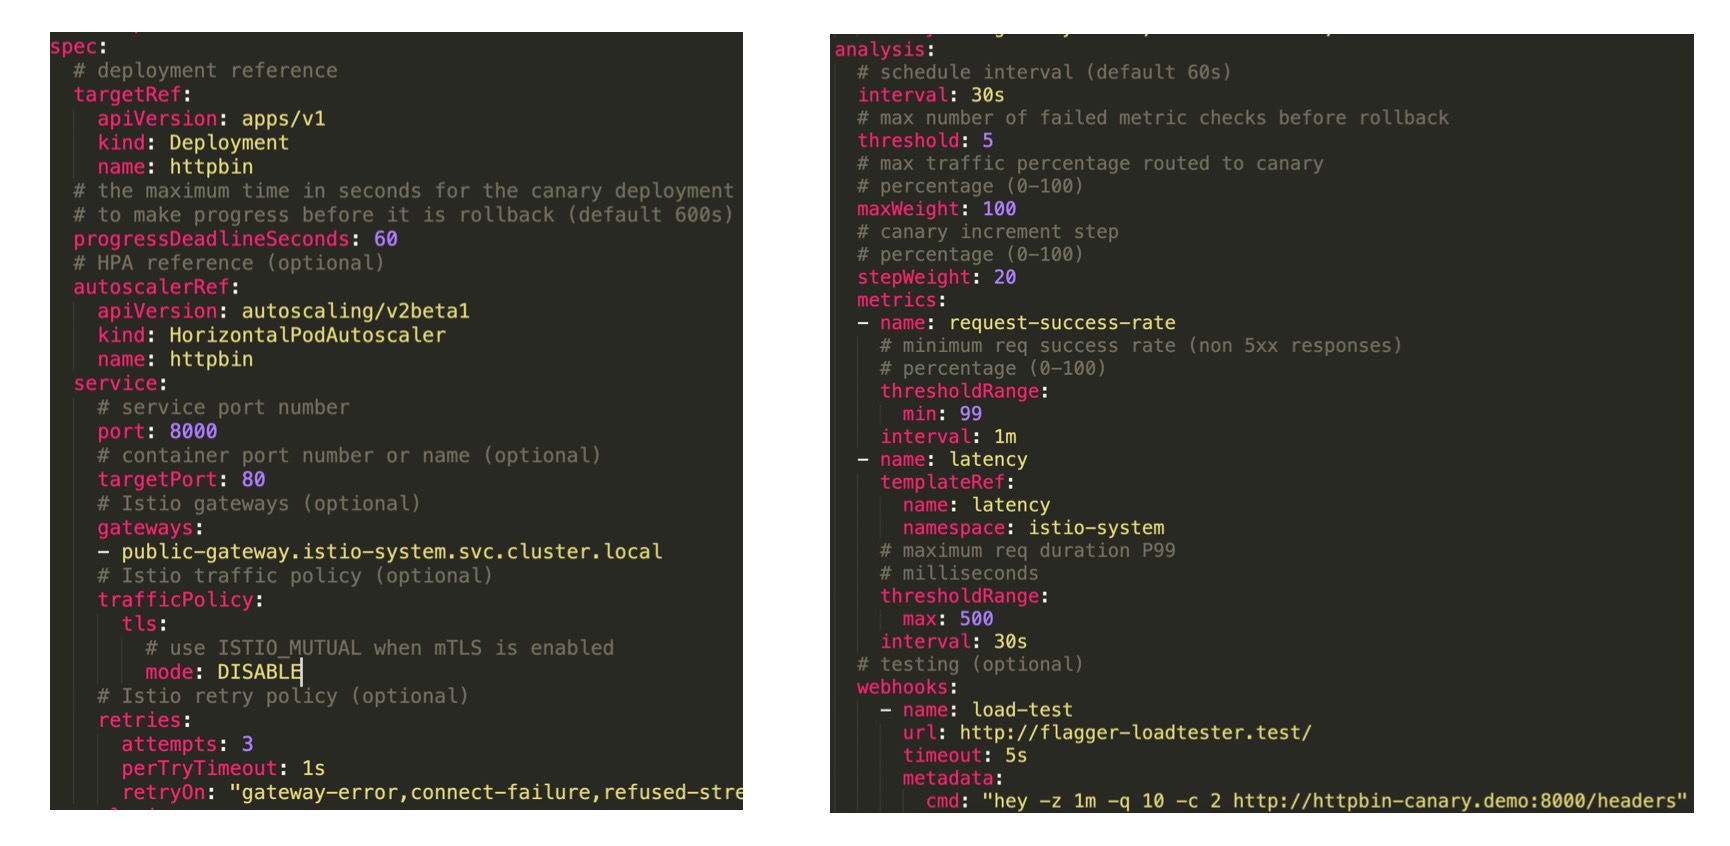 spec:
# deployment reference
targetRef:
apiVersion: apps/v1
kind: Deployment
name: httpbin
# the maximum time in seconds for the canary deployment
# to make progress before it is rollback (default 600s)
progressDeadlineSeconds: 60
# HPA reference (optional)
autoscalerRef:
apiVersion: autoscaling/v2beta1
kind: HorizontalPodAutoscaler
name: httpbin
service:
# service port number
port: 8000
# container port number or name (optional)
targetPort: 80
# Istio gateways (optional)
gateways:
- public-gateway.istio-system.svc.cluster.local
# Istio traffic policy (optional)
trafficPolicy:
tls:
# use ISTIO_MUTUAL when mTLS is enabled
mode: DISABLE
# Istio retry policy (optional)
retries:
attempts: 3
perTryTimeout: 1s
retryOn: "gateway-error,connect-failure,refused-stre
analysis:
# schedule interval (default 60s)
interval: 30s
# max number of failed metric checks before rollback
threshold: 5
# max traffic percentage routed to canary
# percentage (0-100)
maxWeight: 100
# canary increment step
# percentage (0-100)
stepWeight: 20
metrics:
- name: request-success-rate
# minimum req success rate (non 5xx responses)
# percentage (0-100)
thresholdRange:
min: 99
interval: 1m
- name: latency
templateRef:
name: latency
namespace: istio-system
# maximum req duration P99
# milliseconds
thresholdRange:
max: 500
interval: 30s
# testing (optional)
webhooks:
- name: load-test
url: http://flagger-loadtester.test/
timeout: 5s
metadata:
cmd: "hey -z 1m -q 10 -c 2 http://httpbin-canary.demo:8000/headers"